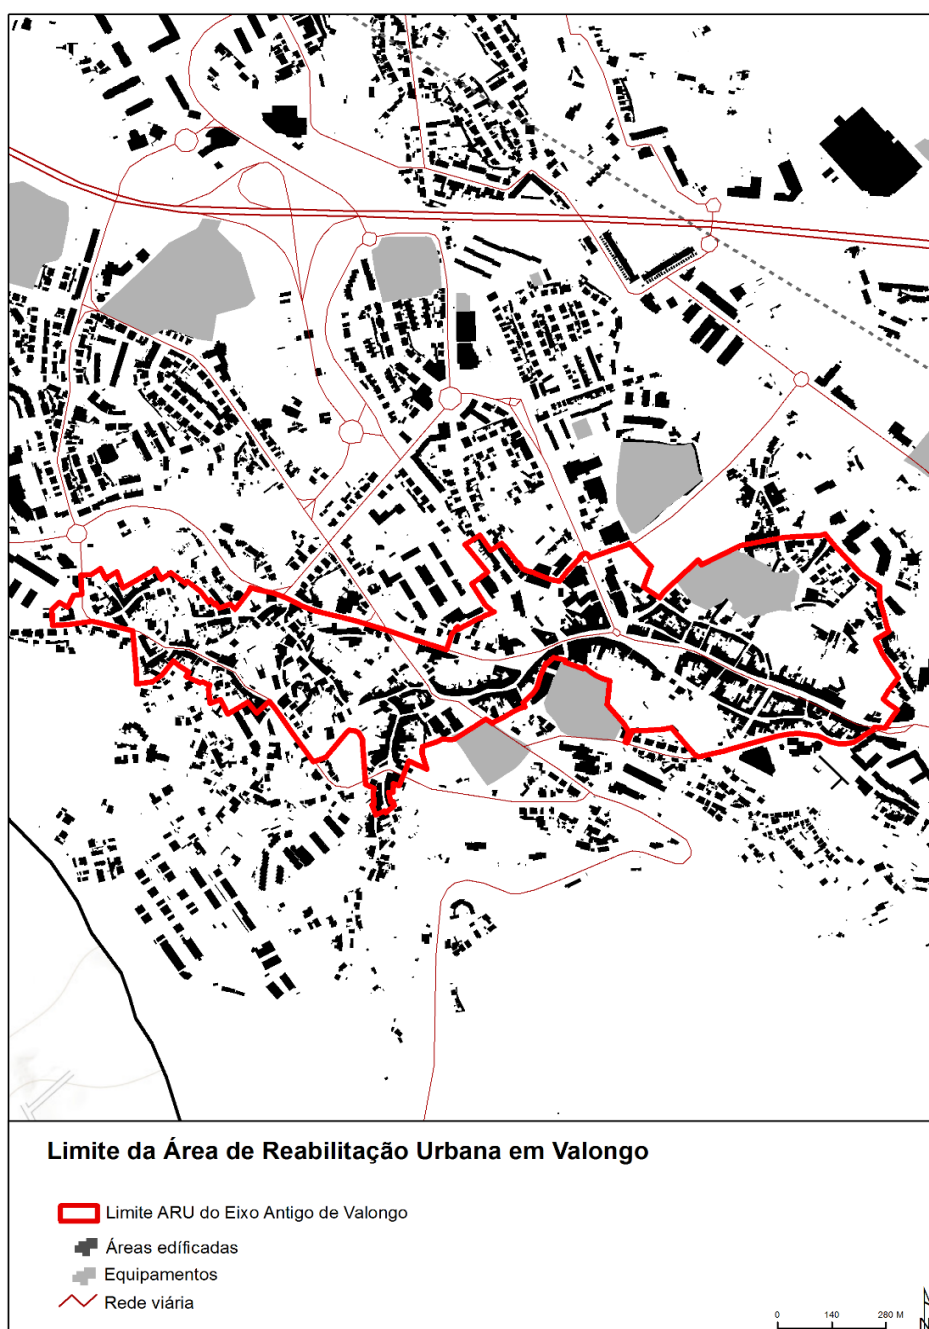 Limite da Área de Reabilitação Urbana em Valongo
Limite ARU do Eixo Antigo de Valongo
Áreas edíficadas
Equipamentos
Rede viária
0 140 280 M
N